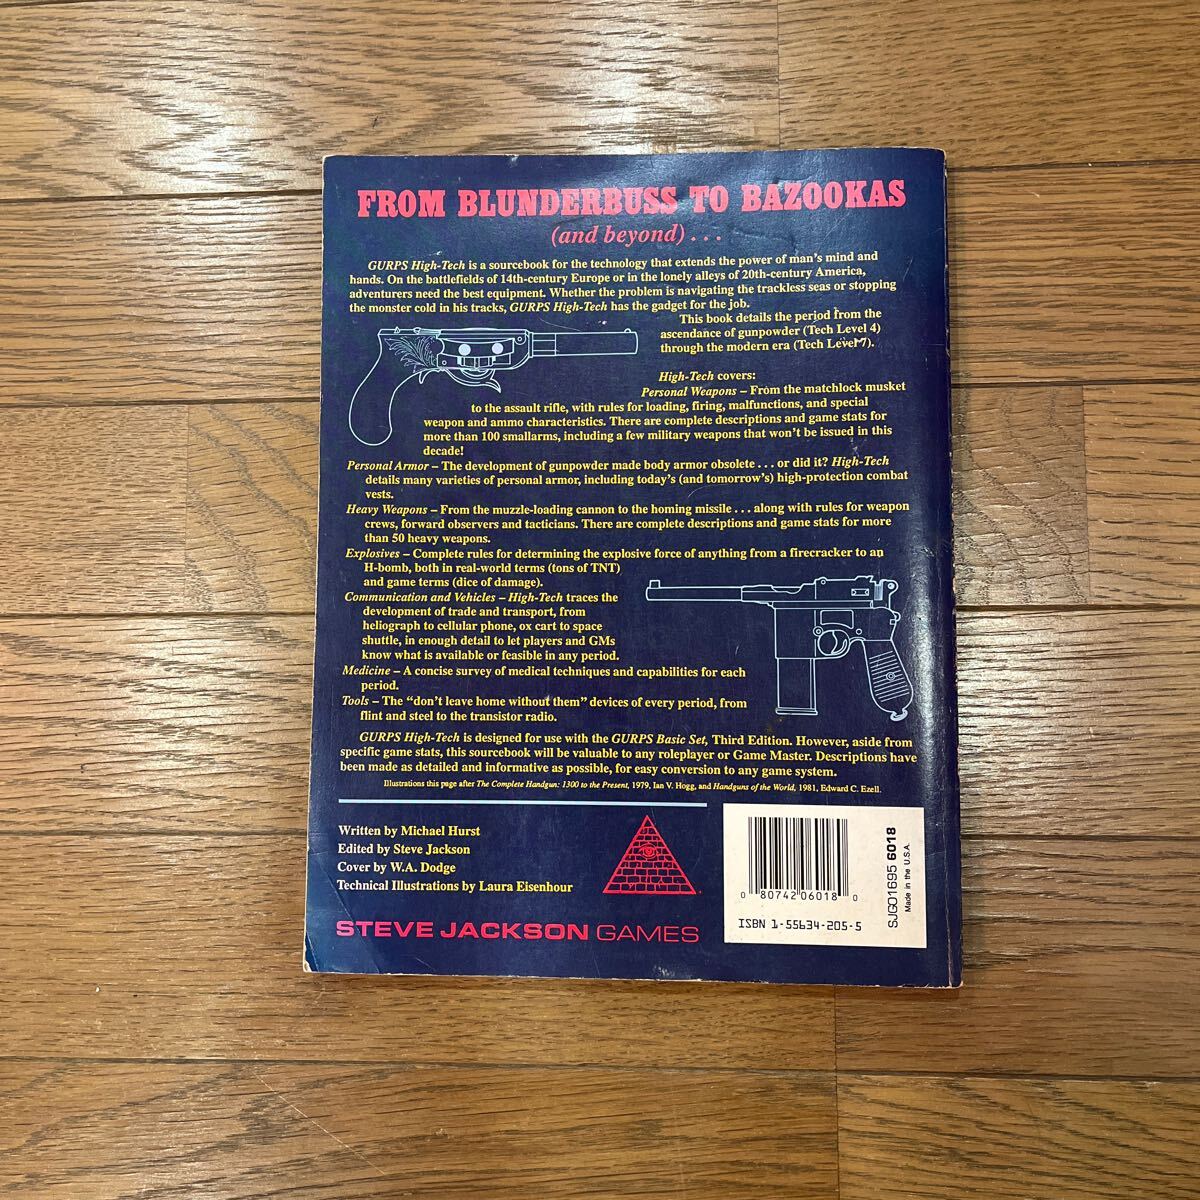 FROM BLUNDERBUSS TO BAZOOKAS
(and beyond) . . .
GURPS High-Tech is a sourcebook for the technology that extends the power of man's mind and
hands. On the battlefields of 14th-century Europe or in the lonely alleys of 20th-century America,
adventurers need the best equipment. Whether the problem is navigating the trackless seas or stopping
the monster cold in his tracks, GURPS High-Tech has the gadget for the job.
This book details the period from the
ascendance of gunpowder (Tech Level 4)
through the modern era (Tech Level 7).
High-Tech covers:
Personal Weapons – From the matchlock musket
to the assault rifle, with rules for loading, firing, malfunctions, and special
weapon and ammo characteristics. There are complete descriptions and game stats for
more than 100 smallarms, including a few military weapons that won't be issued in this
decade!
Personal Armor – The development of gunpowder made body armor obsolete . . . or did it? High-Tech
details many varieties of personal armor, including today's (and tomorrow's) high-protection combat
vests.
Heavy Weapons – From the muzzle-loading cannon to the homing missile . . . along with rules for weapon
crews, forward observers and tacticians. There are complete descriptions and game stats for more
than 50 heavy weapons.
Explosives – Complete rules for determining the explosive force of anything from a firecracker to an
H-bomb, both in real-world terms (tons of TNT)
and game terms (dice of damage).
Communication and Vehicles – High-Tech traces the
development of trade and transport, from
heliograph to cellular phone, ox cart to space
shuttle, in enough detail to let players and GMs
know what is available or feasible in any period.
Medicine – A concise survey of medical techniques and capabilities for each
period.
Tools – The "don't leave home without them" devices of every period, from
flint and steel to the transistor radio.
GURPS High-Tech is designed for use with the GURPS Basic Set, Third Edition. However, aside from
specific game stats, this sourcebook will be valuable to any roleplayer or Game Master. Descriptions have
been made as detailed and informative as possible, for easy conversion to any game system.
Illustrations this page after The Complete Handgun: 1300 to the Present, 1979, Ian V. Hogg, and Handguns of the World, 1981, Edward C. Ezell.
Written by Michael Hurst
Edited by Steve Jackson
Cover by W.A. Dodge
Technical Illustrations by Laura Eisenhour
STEVE JACKSON GAMES
0 80742 06018 0
ISBN 1-55634-205-5
SJG01695 6018
Made in the U.S.A.